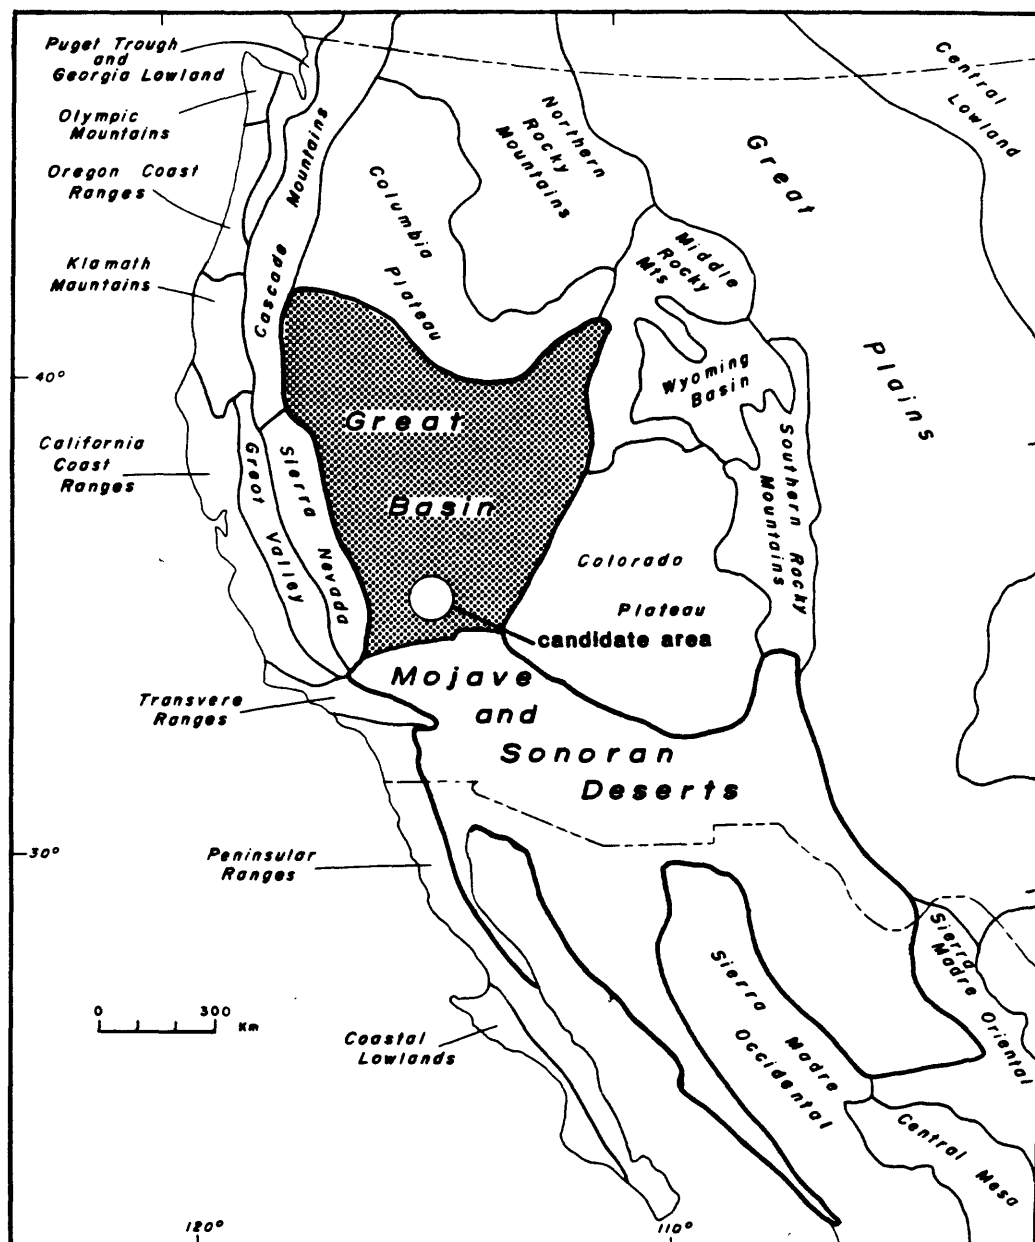 Puget Trough
and
Georgia Lowland
Olympic
Mountains
Oregon Coast
Ranges
Klamath
Mountains
Cascade Mountains
Columbia
Plateau
Northern
Rocky
Mountains
Great
Plains
Central
Lowland
Middle
Rocky
Mts
Wyoming
Basin
40°
Great
Basin
California
Coast
Ranges
Great Valley
Sierra Nevada
Southern Rocky
Mountains
Colorado
Plateau
candidate area
Mojave
and
Sonoran
Deserts
Transvere
Ranges
30°
Peninsular
Ranges
Sierra
Madre
Occidental
Sierra
Madre Oriental
0 300
Km
Coastal
Lowlands
Central Mesa
120°
110°